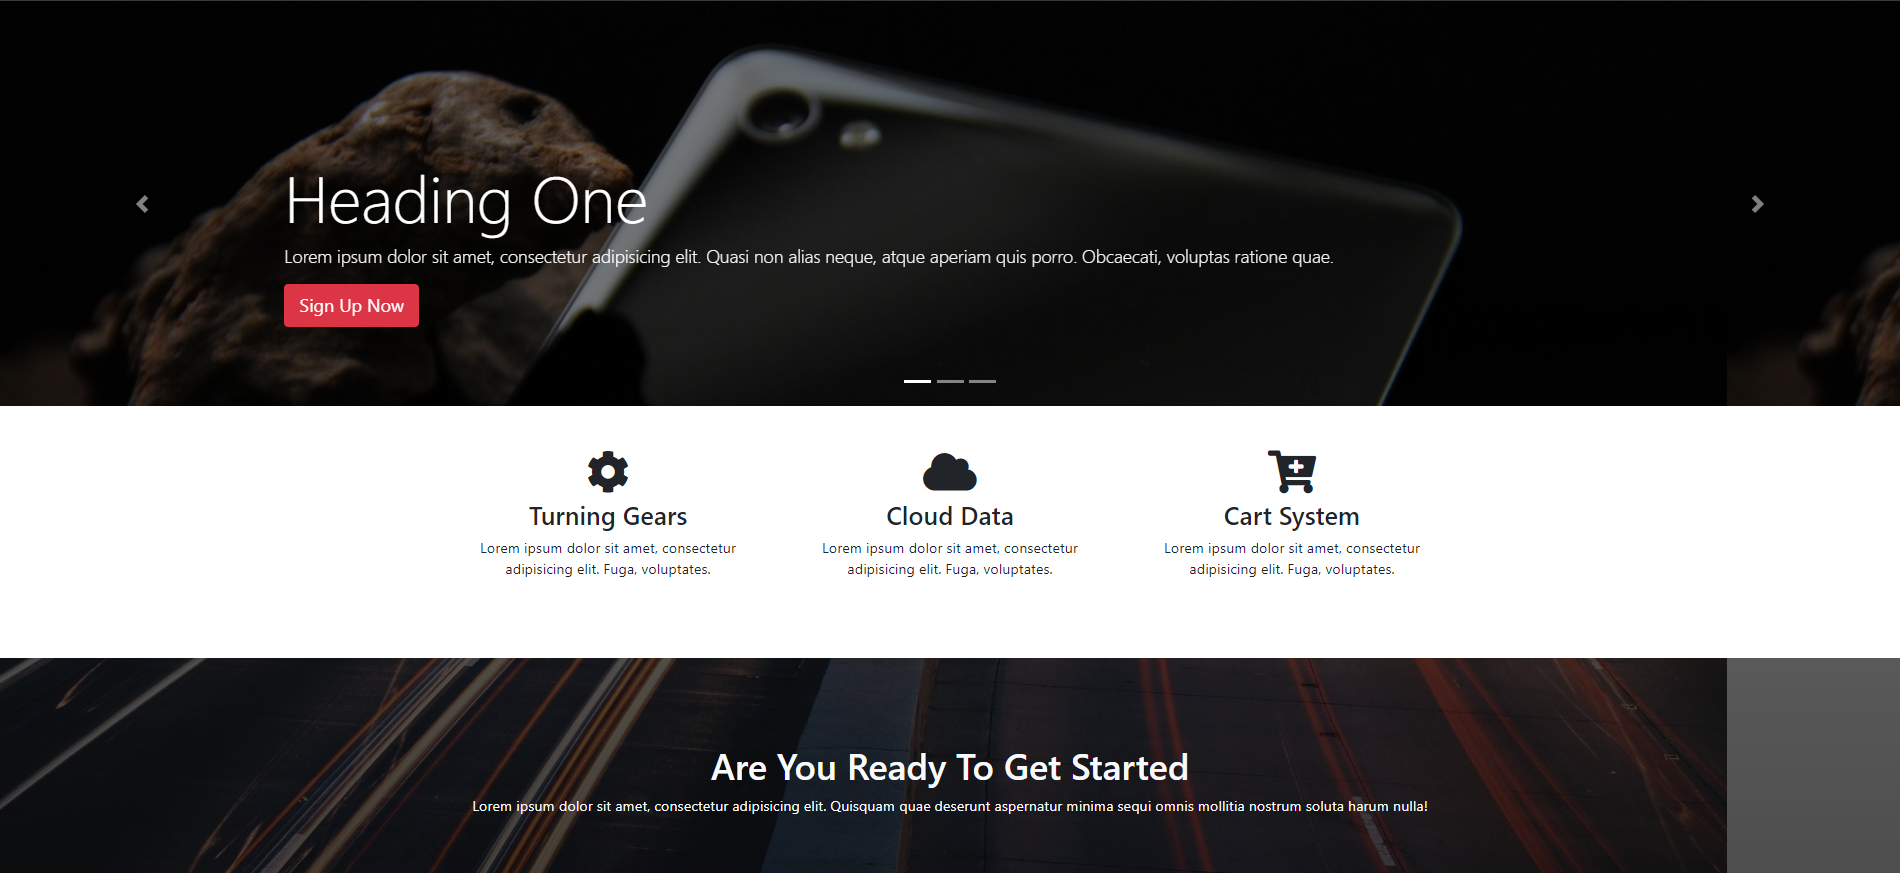 Heading One
Lorem ipsum dolor sit amet, consectetur adipisicing elit. Quasi non alias neque, atque aperiam quis porro. Obcaecati, voluptas ratione quae.
Sign Up Now
Turning Gears
Lorem ipsum dolor sit amet, consectetur
adipisicing elit. Fuga, voluptates.
Cloud Data
Lorem ipsum dolor sit amet, consectetur
adipisicing elit. Fuga, voluptates.
Cart System
Lorem ipsum dolor sit amet, consectetur
adipisicing elit. Fuga, voluptates.
Are You Ready To Get Started
Lorem ipsum dolor sit amet, consectetur adipisicing elit. Quisquam quae deserunt aspernatur minima sequi omnis mollitia nostrum soluta harum nulla!